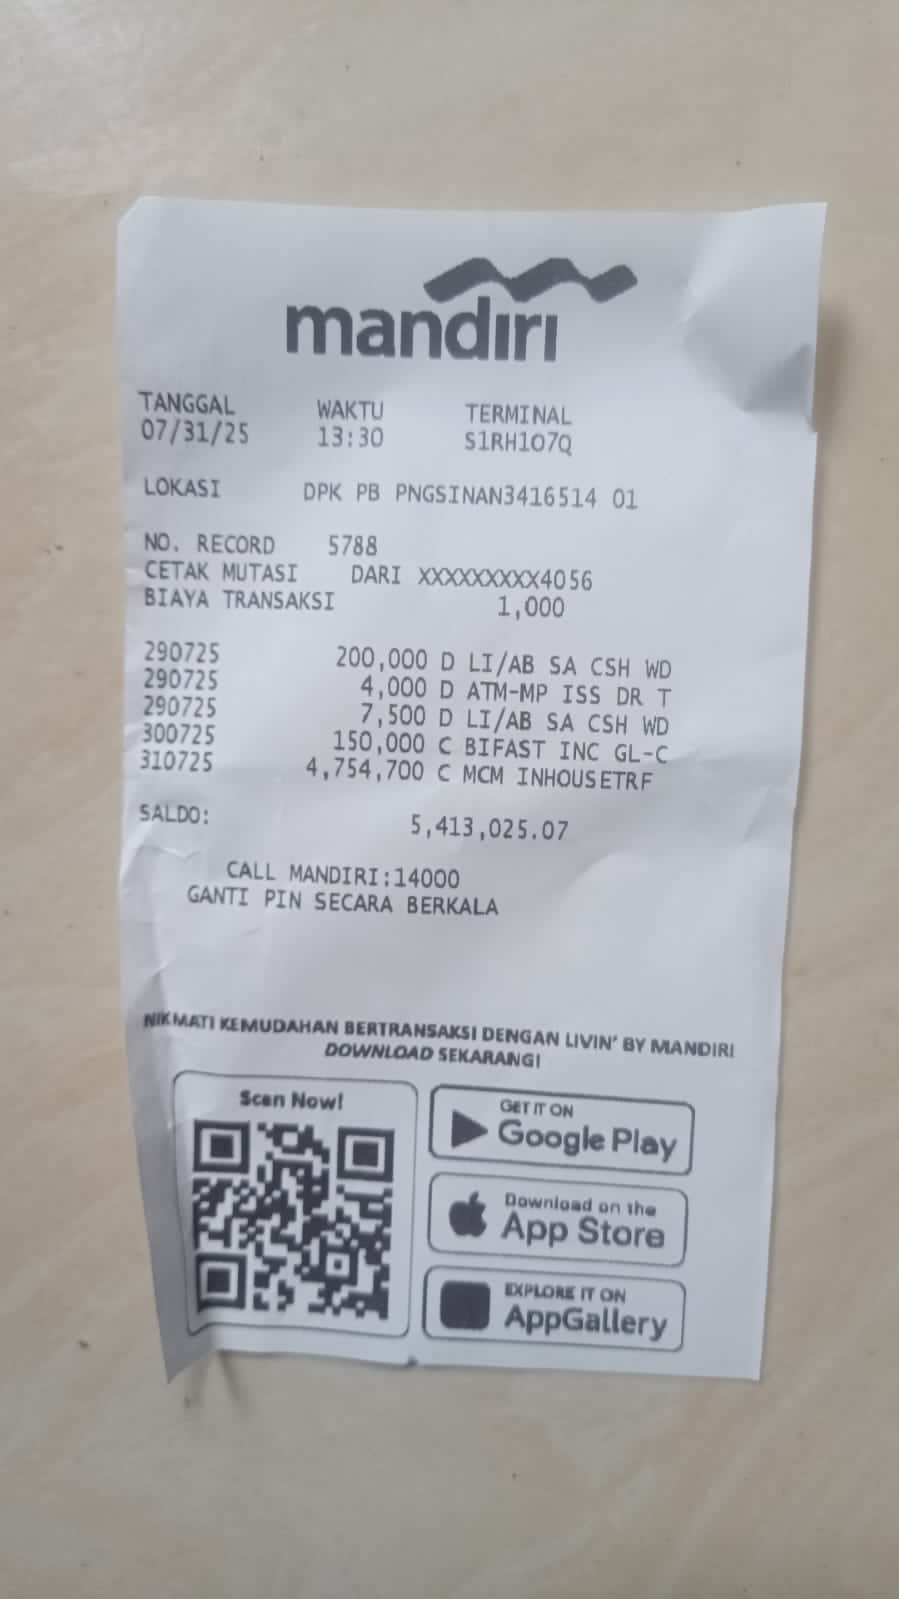 mandiri
TANGGAL WAKTU TERMINAL
07/31/25 13:30 S1RH107Q
LOKASI DPK PB PNGSINAN3416514 01
NO. RECORD 5788
CETAK MUTASI DARI XXXXXXXXX4056
BIAYA TRANSAKSI 1,000
290725 200,000 D LI/AB SA CSH WD
290725 4,000 D ATM-MP ISS DR T
290725 7,500 D LI/AB SA CSH WD
300725 150,000 C BIFAST INC GL-C
310725 4,754,700 C MCM INHOUSETRF
SALDO: 5,413,025.07
CALL MANDIRI:14000
GANTI PIN SECARA BERKALA
NIKMATI KEMUDAHAN BERTRANSAKSI DENGAN LIVIN' BY MANDIRI
DOWNLOAD SEKARANG!
Scan Now!
GET IT ON
Google Play
Download on the
App Store
EXPLORE IT ON
AppGallery